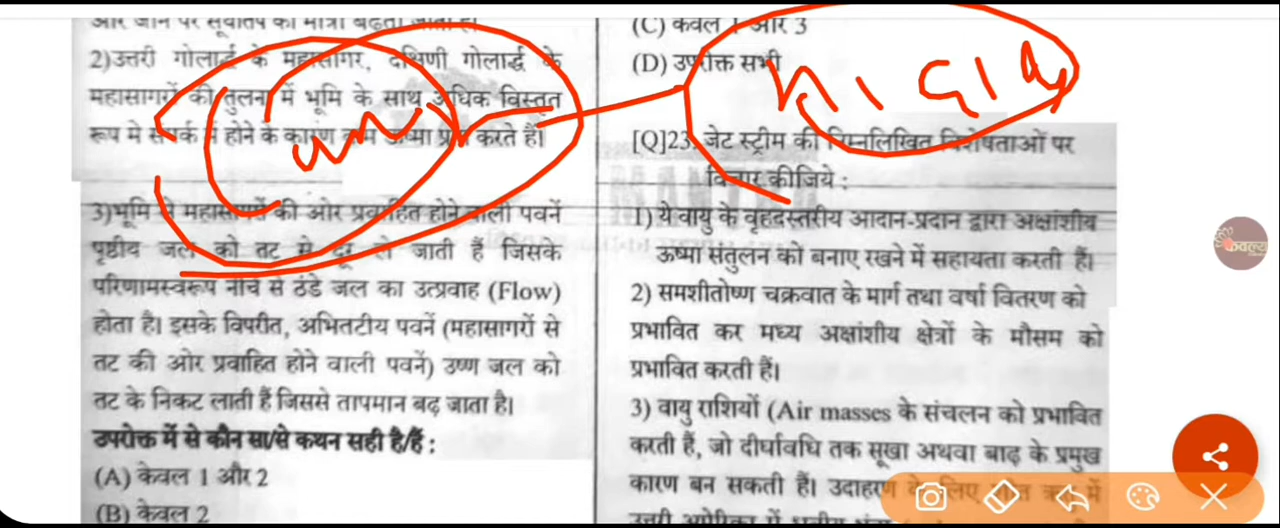 2)उत्तरी गोलार्द्ध के महासागर, दक्षिणी गोलार्द्ध के
महासागरों की तुलना में भूमि के साथ अधिक विस्तृत
रूप मे संपर्क में होने के कारण ऊष्मा करते हैं।
3)भूमि से महासागरों की ओर प्रवाहित होने वाली पवनें
पृष्ठीय जल को तट से दूर ले जाती हैं जिसके
परिणामस्वरूप नीचे से ठंडे जल का उत्प्रवाह (Flow)
होता है। इसके विपरीत, अभितटीय पवनें (महासागरों से
तट की ओर प्रवाहित होने वाली पवनें) उष्ण जल को
तट के निकट लाती हैं जिससे तापमान बढ़ जाता है।
उपरोक्त में से कौन सा/से कथन सही है/हैं :
(A) केवल 1 और 2
(B) केवल 2
(C) केवल 1 और 3
(D) उपरोक्त सभी
[Q]23. जेट स्ट्रीम की निम्नलिखित विशेषताओं पर
विचार कीजिये :
1) ये वायु के वृहदस्तरीय आदान-प्रदान द्वारा अक्षांशीय
ऊष्मा संतुलन को बनाए रखने में सहायता करती हैं।
2) समशीतोष्ण चक्रवात के मार्ग तथा वर्षा वितरण को
प्रभावित कर मध्य अक्षांशीय क्षेत्रों के मौसम को
प्रभावित करती हैं।
3) वायु राशियों (Air masses के संचलन को प्रभावित
करती हैं, जो दीर्घावधि तक सूखा अथवा बाढ़ के प्रमुख
कारण बन सकती हैं। उदाहरण के लिए में
कैवल्य